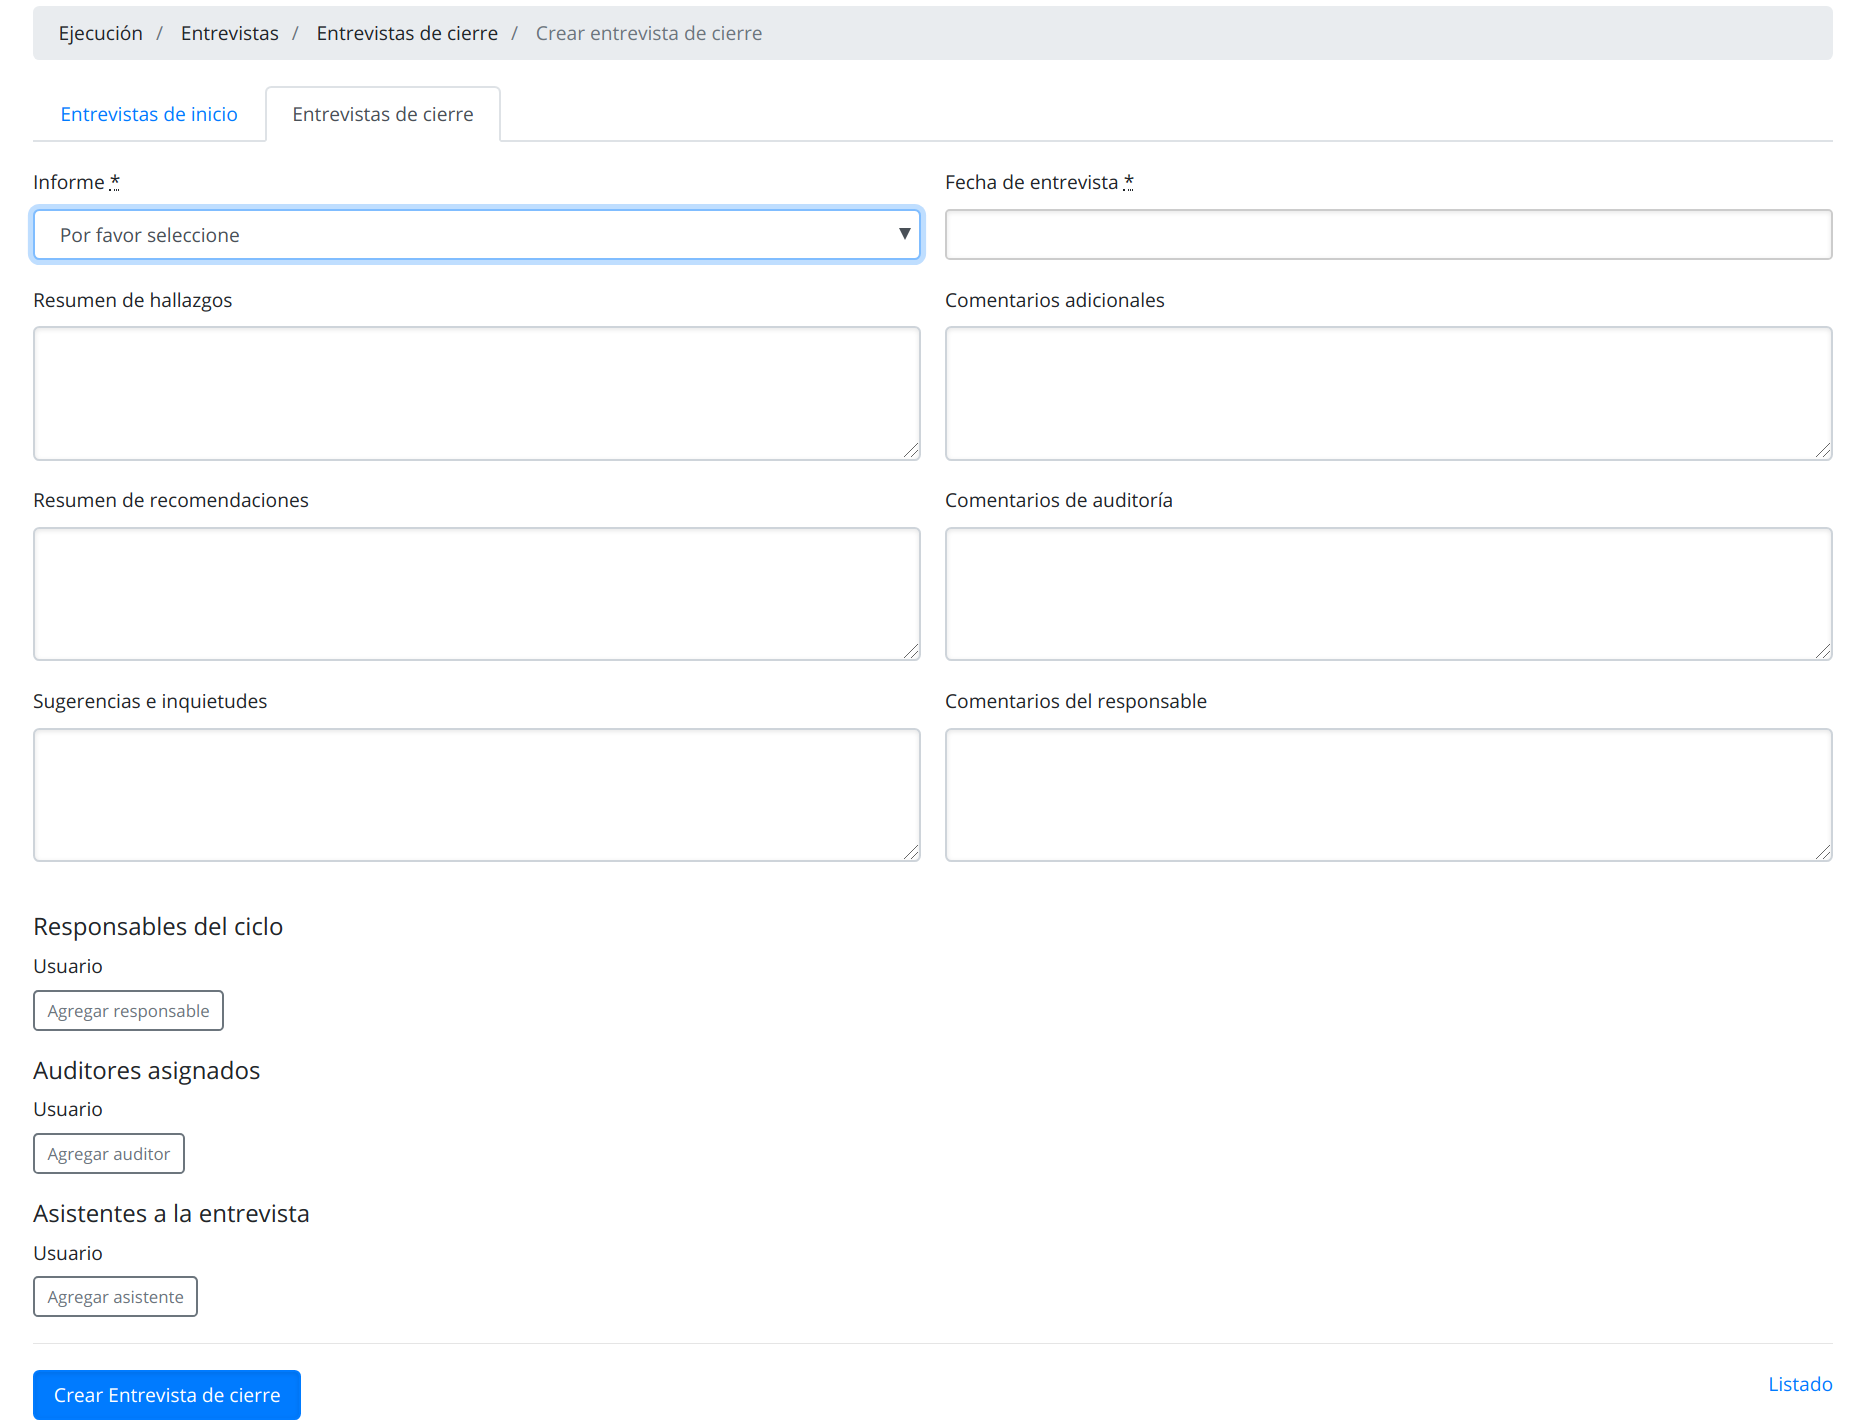 Ejecución / Entrevistas / Entrevistas de cierre / Crear entrevista de cierre
Entrevistas de inicio Entrevistas de cierre
Informe * Fecha de entrevista *
Por favor seleccione
Resumen de hallazgos Comentarios adicionales
Resumen de recomendaciones Comentarios de auditoría
Sugerencias e inquietudes Comentarios del responsable
Responsables del ciclo
Usuario
Agregar responsable
Auditores asignados
Usuario
Agregar auditor
Asistentes a la entrevista
Usuario
Agregar asistente
Crear Entrevista de cierre Listado